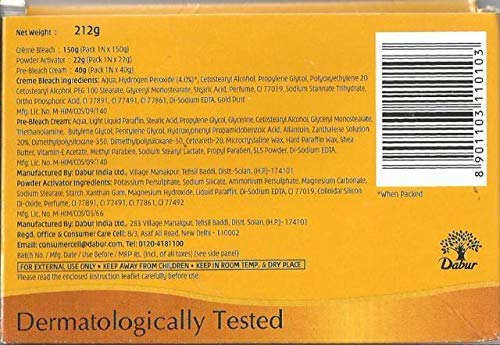 Net Weight : 212g
Crème Bleach : 150g (Pack 1N x 150g)
Powder Activator : 22g (Pack 1N x 22g)
Pre-Bleach Cream : 40g (Pack 1N x 40g)
Creme Bleach Ingredients: Aqua, Hydrogen Peroxide (4.0%)*, Cetostearyl Alcohol, Propylene Glycol, Polyoxyethylene 20
Cetostearyl Alcohol, PEG 100 Stearate, Glyceryl Monostearate, Stearic Acid, Perfume, CI 77019, Sodium Stannate Trihydrate,
Ortho Phosphoric Acid, CI 77891, CI 77491, CI 77861, Di-Sodium EDTA, Gold Dust
Mfg. Lic. No. M-HIM/COS/09/140
Pre-Bleach Cream: Aqua, Light Liquid Paraffin, Stearic Acid, Propylene Glycol, Glycerine, Cetostearyl Alcohol, Glyceryl Monostearate,
Triethanolamine, Butylene Glycol, Pentylene Glycol, Hydroxyphenyl Propamidobenzoic Acid, Allantoin, Zanthalene Solution
20%, Dimethylpolysiloxane-350, Dimethylpolysiloxane-50, Ceteareth-20, Microcrystalline Wax, Hard Paraffin Wax, Shea
Butter, Vitamin-E Acetate, Methyl Paraben, Sodium Stearyl Lactate, Propyl Paraben, SLS Powder, Di-Sodium EDTA.
Mfg. Lic. No. M-HIM/COS/09/140
Manufactured By: Dabur India Ltd., Village Manakpur, Tehsil Baddi, Distt.-Solan, (H.P.)- 174101
Powder Activator Ingredients: Potassium Persulphate, Sodium Silicate, Ammonium Persulphate, Magnesium Carbonate,
Sodium Stearate, Starch, Xanthan Gum, Magnesium Hydroxide, Liquid Paraffin, Di-Sodium EDTA, CI 77019, Colloidal Silicon
Di-Oxide, Perfume, CI 77491, CI 77891, CI 77861
Mfg. Lic. No. M-HIM/COS/05/66
Manufactured By: Dabur India Ltd., 283 Village Manakpur, Tehsil Baddi, Dist. Solan, (H.P.)- 174101
Regd. Office & Consumer Care Cell: 8/3, Asaf Ali Road, New Delhi - 110002
Email: consumercell@dabur.com, Tel: 0120-4181100
Batch No. / Mfg. Date / Use Before / MRP Rs. (Incl. of all taxes) (see side panel)
FOR EXTERNAL USE ONLY • KEEP AWAY FROM CHILDREN • KEEP IN ROOM TEMP. & DRY PLACE
Please read the enclosed instruction leaflet carefully before use.
8 901103 110103
*When Packed
Dabur
Dermatologically Tested